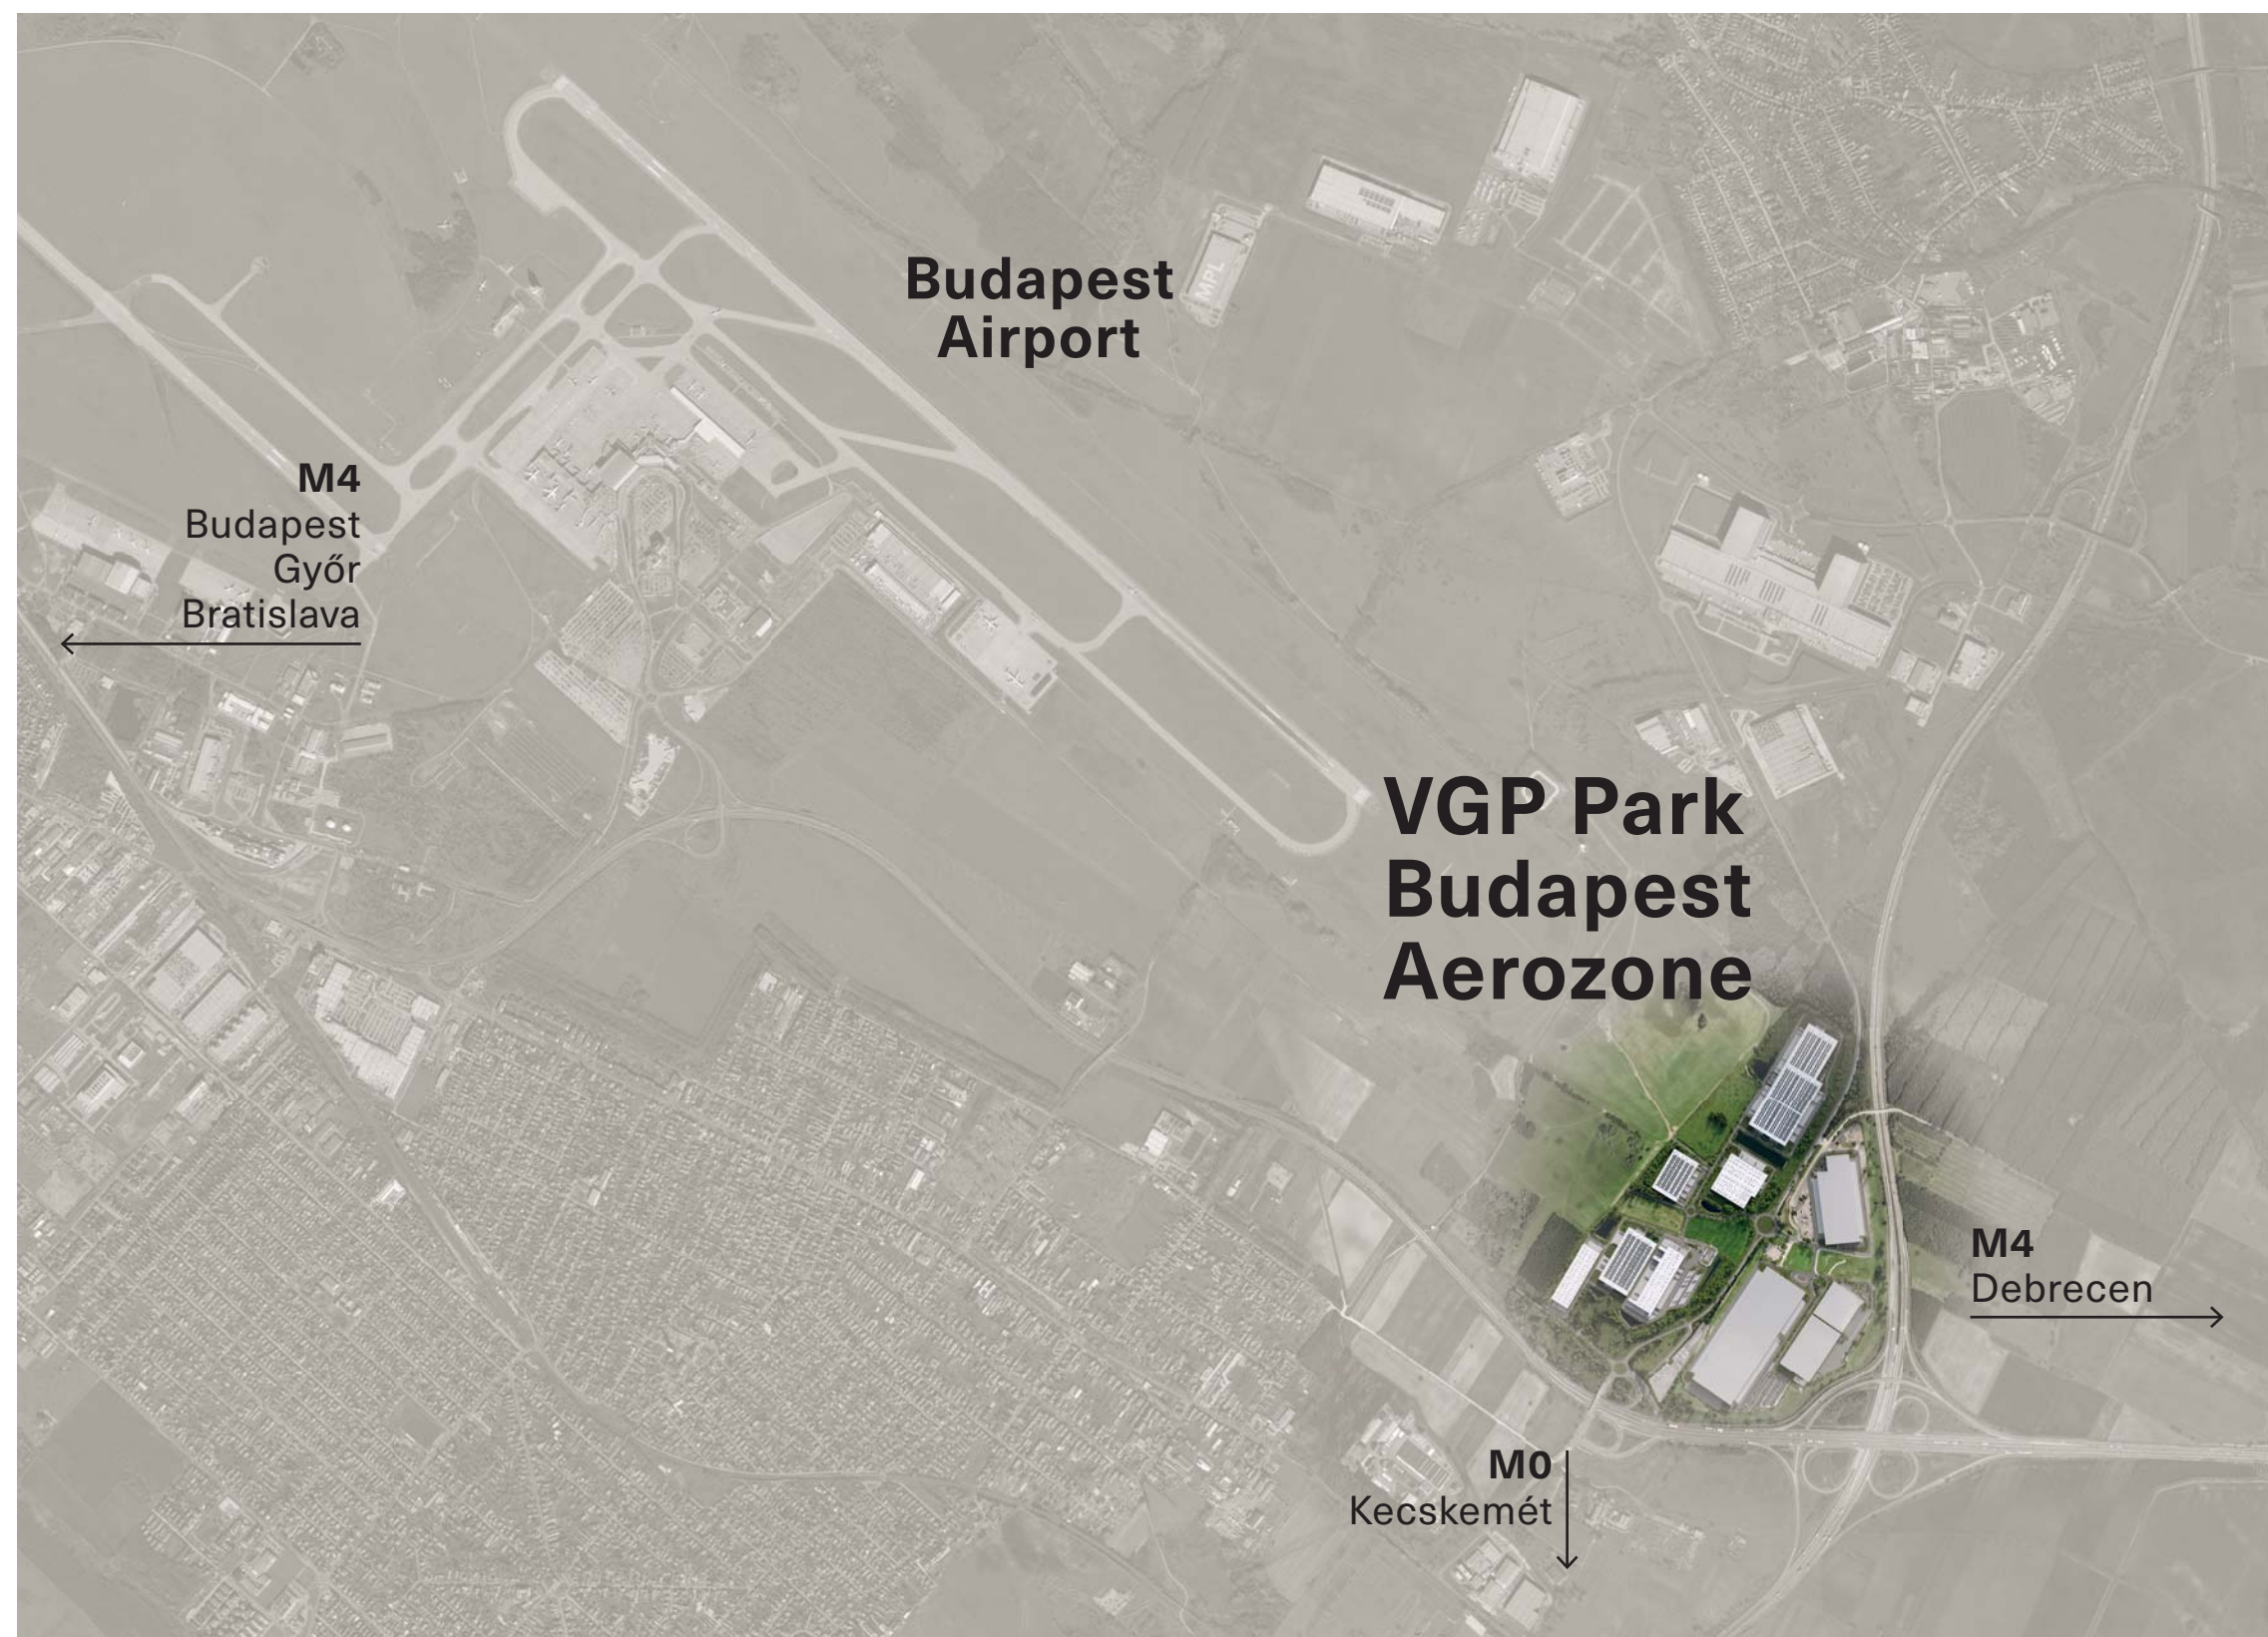 Budapest
Airport
MPL
M4
Budapest
Győr
Bratislava
VGP Park
Budapest
Aerozone
M4
Debrecen
M0
Kecskemét